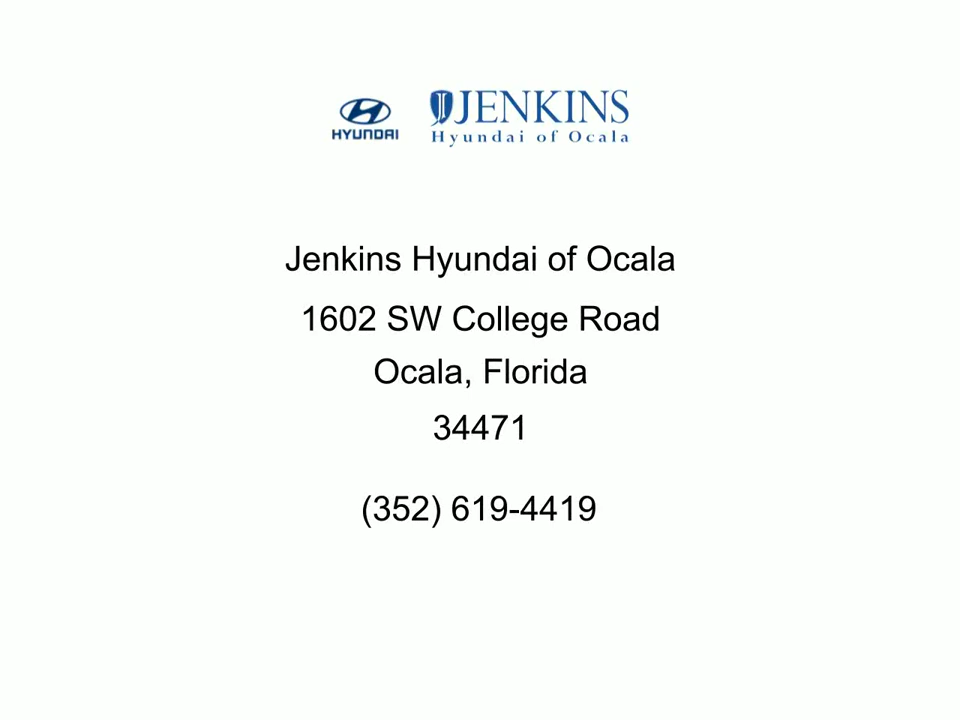 HYUNDAI
JENKINS
Hyundai of Ocala
Jenkins Hyundai of Ocala
1602 SW College Road
Ocala, Florida
34471
(352) 619-4419